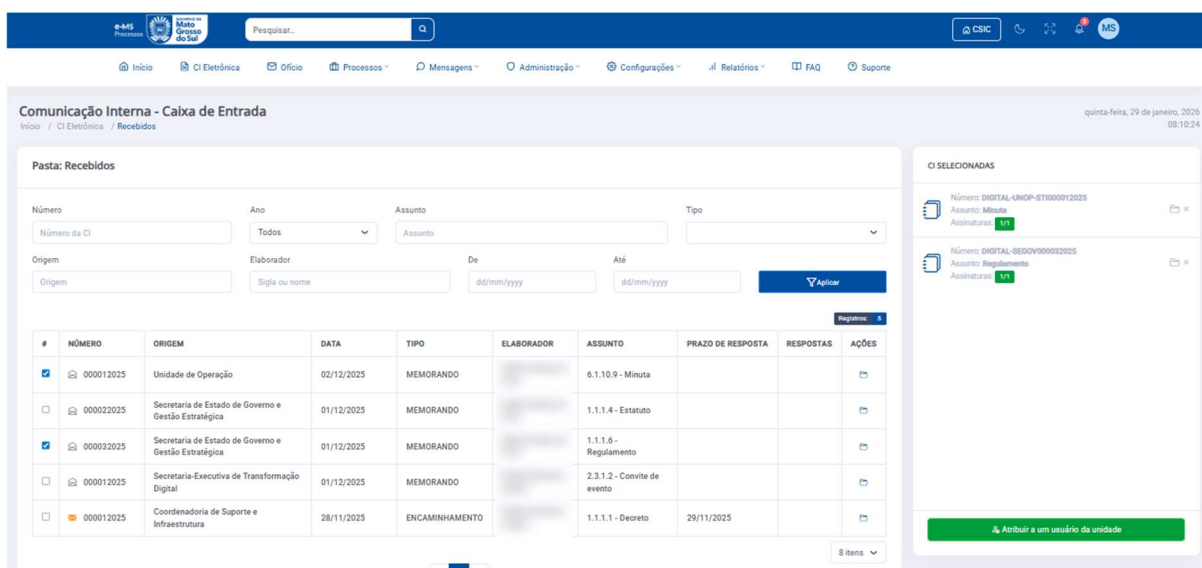 e-MS
Processos
GOVERNO DE
Mato
Grosso
do Sul
Pesquisar...
CSIC
3
MS
Início
CI Eletrônica
Ofício
Processos
Mensagens
Administração
Configurações
Relatórios
FAQ
Suporte
Comunicação Interna - Caixa de Entrada
Início / CI Eletrônica / Recebidos
quinta-feira, 29 de janeiro, 2026
08:10:24
Pasta: Recebidos
Número Ano Assunto Tipo
Número da CI Todos Assunto
Origem Elaborador De Até
Origem Sigla ou nome dd/mm/yyyy dd/mm/yyyy Aplicar
Registros: 5
# NÚMERO ORIGEM DATA TIPO ELABORADOR ASSUNTO PRAZO DE RESPOSTA RESPOSTAS AÇÕES
000012025 Unidade de Operação 02/12/2025 MEMORANDO 6.1.10.9 - Minuta
000022025 Secretaria de Estado de Governo e
Gestão Estratégica 01/12/2025 MEMORANDO 1.1.1.4 - Estatuto
000032025 Secretaria de Estado de Governo e
Gestão Estratégica 01/12/2025 MEMORANDO 1.1.1.6 -
Regulamento
000012025 Secretaria-Executiva de Transformação
Digital 01/12/2025 MEMORANDO 2.3.1.2 - Convite de
evento
000012025 Coordenadoria de Suporte e
Infraestrutura 28/11/2025 ENCAMINHAMENTO 1.1.1.1 - Decreto 29/11/2025
8 itens
CI SELECIONADAS
Número: DIGITAL-UNOP-STI000012025
Assunto: Minuta
Assinaturas: 1/1
Número: DIGITAL-SEGOV000032025
Assunto: Regulamento
Assinaturas: 1/1
Atribuir a um usuário da unidade